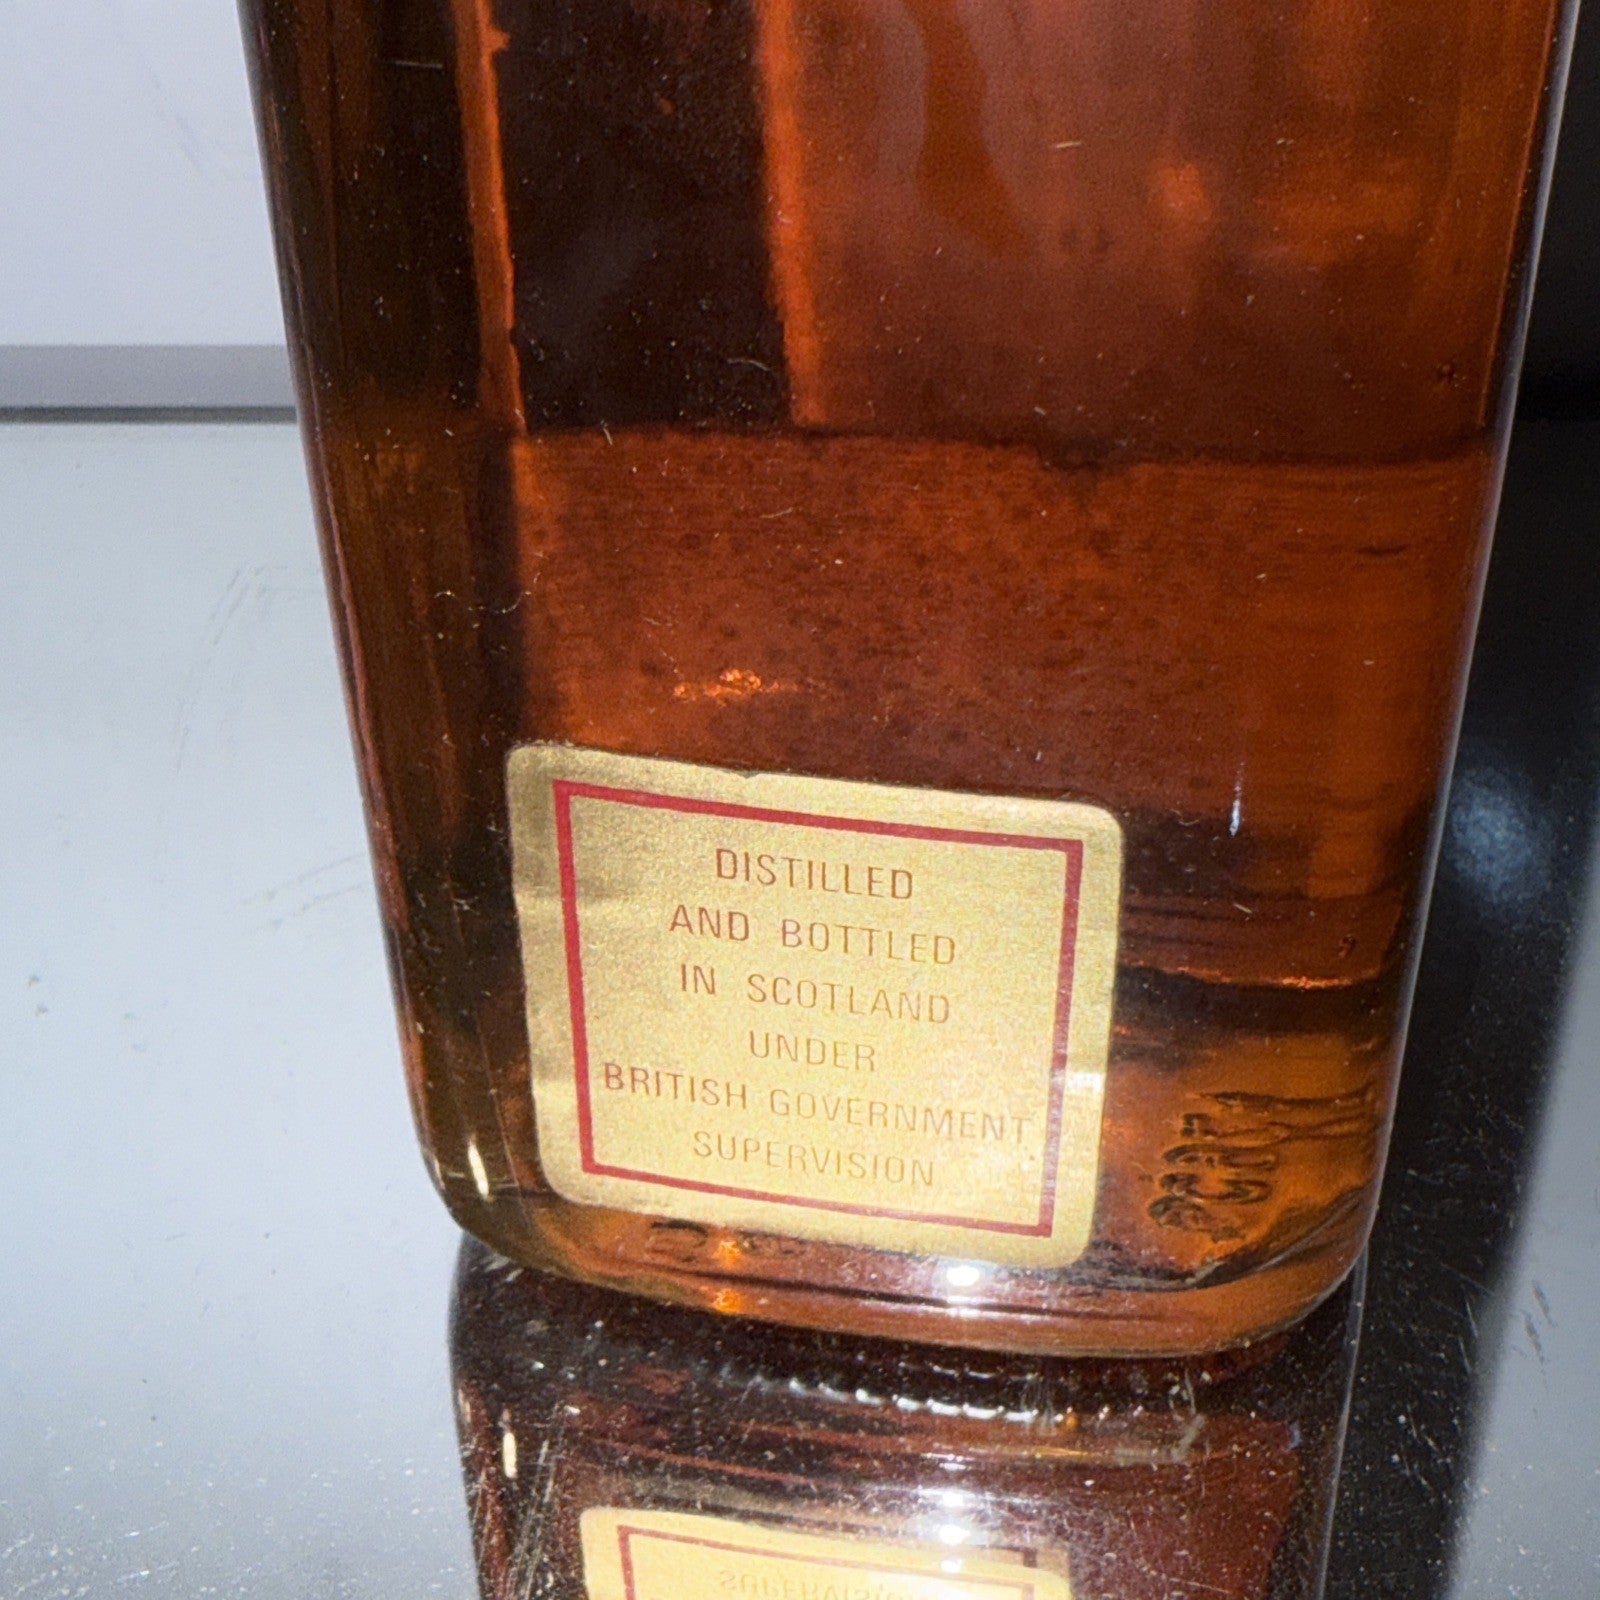 DISTILLED
AND BOTTLED
IN SCOTLAND
UNDER
BRITISH GOVERNMENT
SUPERVISION